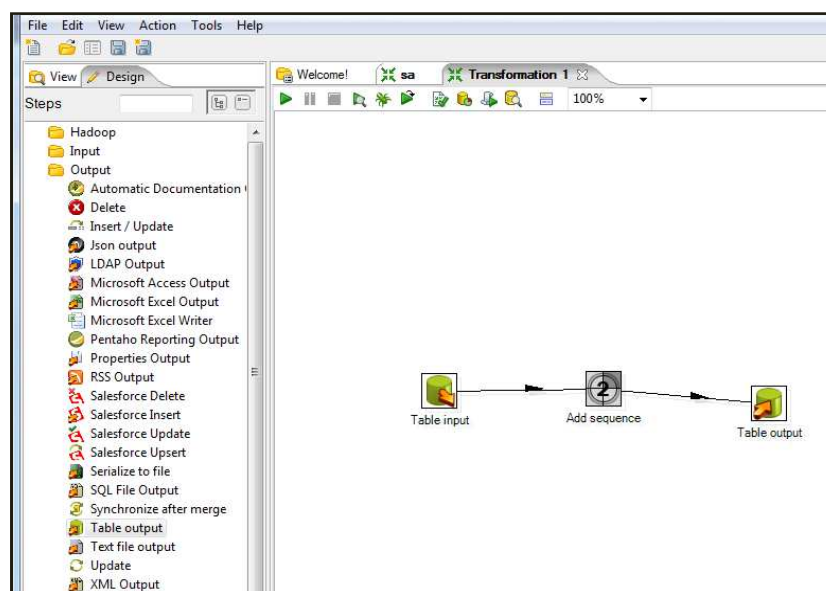 File Edit View Action Tools Help
View Design
Steps
Hadoop
Input
Output
Automatic Documentation
Delete
Insert / Update
Json output
LDAP Output
Microsoft Access Output
Microsoft Excel Output
Microsoft Excel Writer
Pentaho Reporting Output
Properties Output
RSS Output
Salesforce Delete
Salesforce Insert
Salesforce Update
Salesforce Upsert
Serialize to file
SQL File Output
Synchronize after merge
Table output
Text file output
Update
XML Output
Welcome! sa Transformation 1
100%
Table input
2
Add sequence
Table output